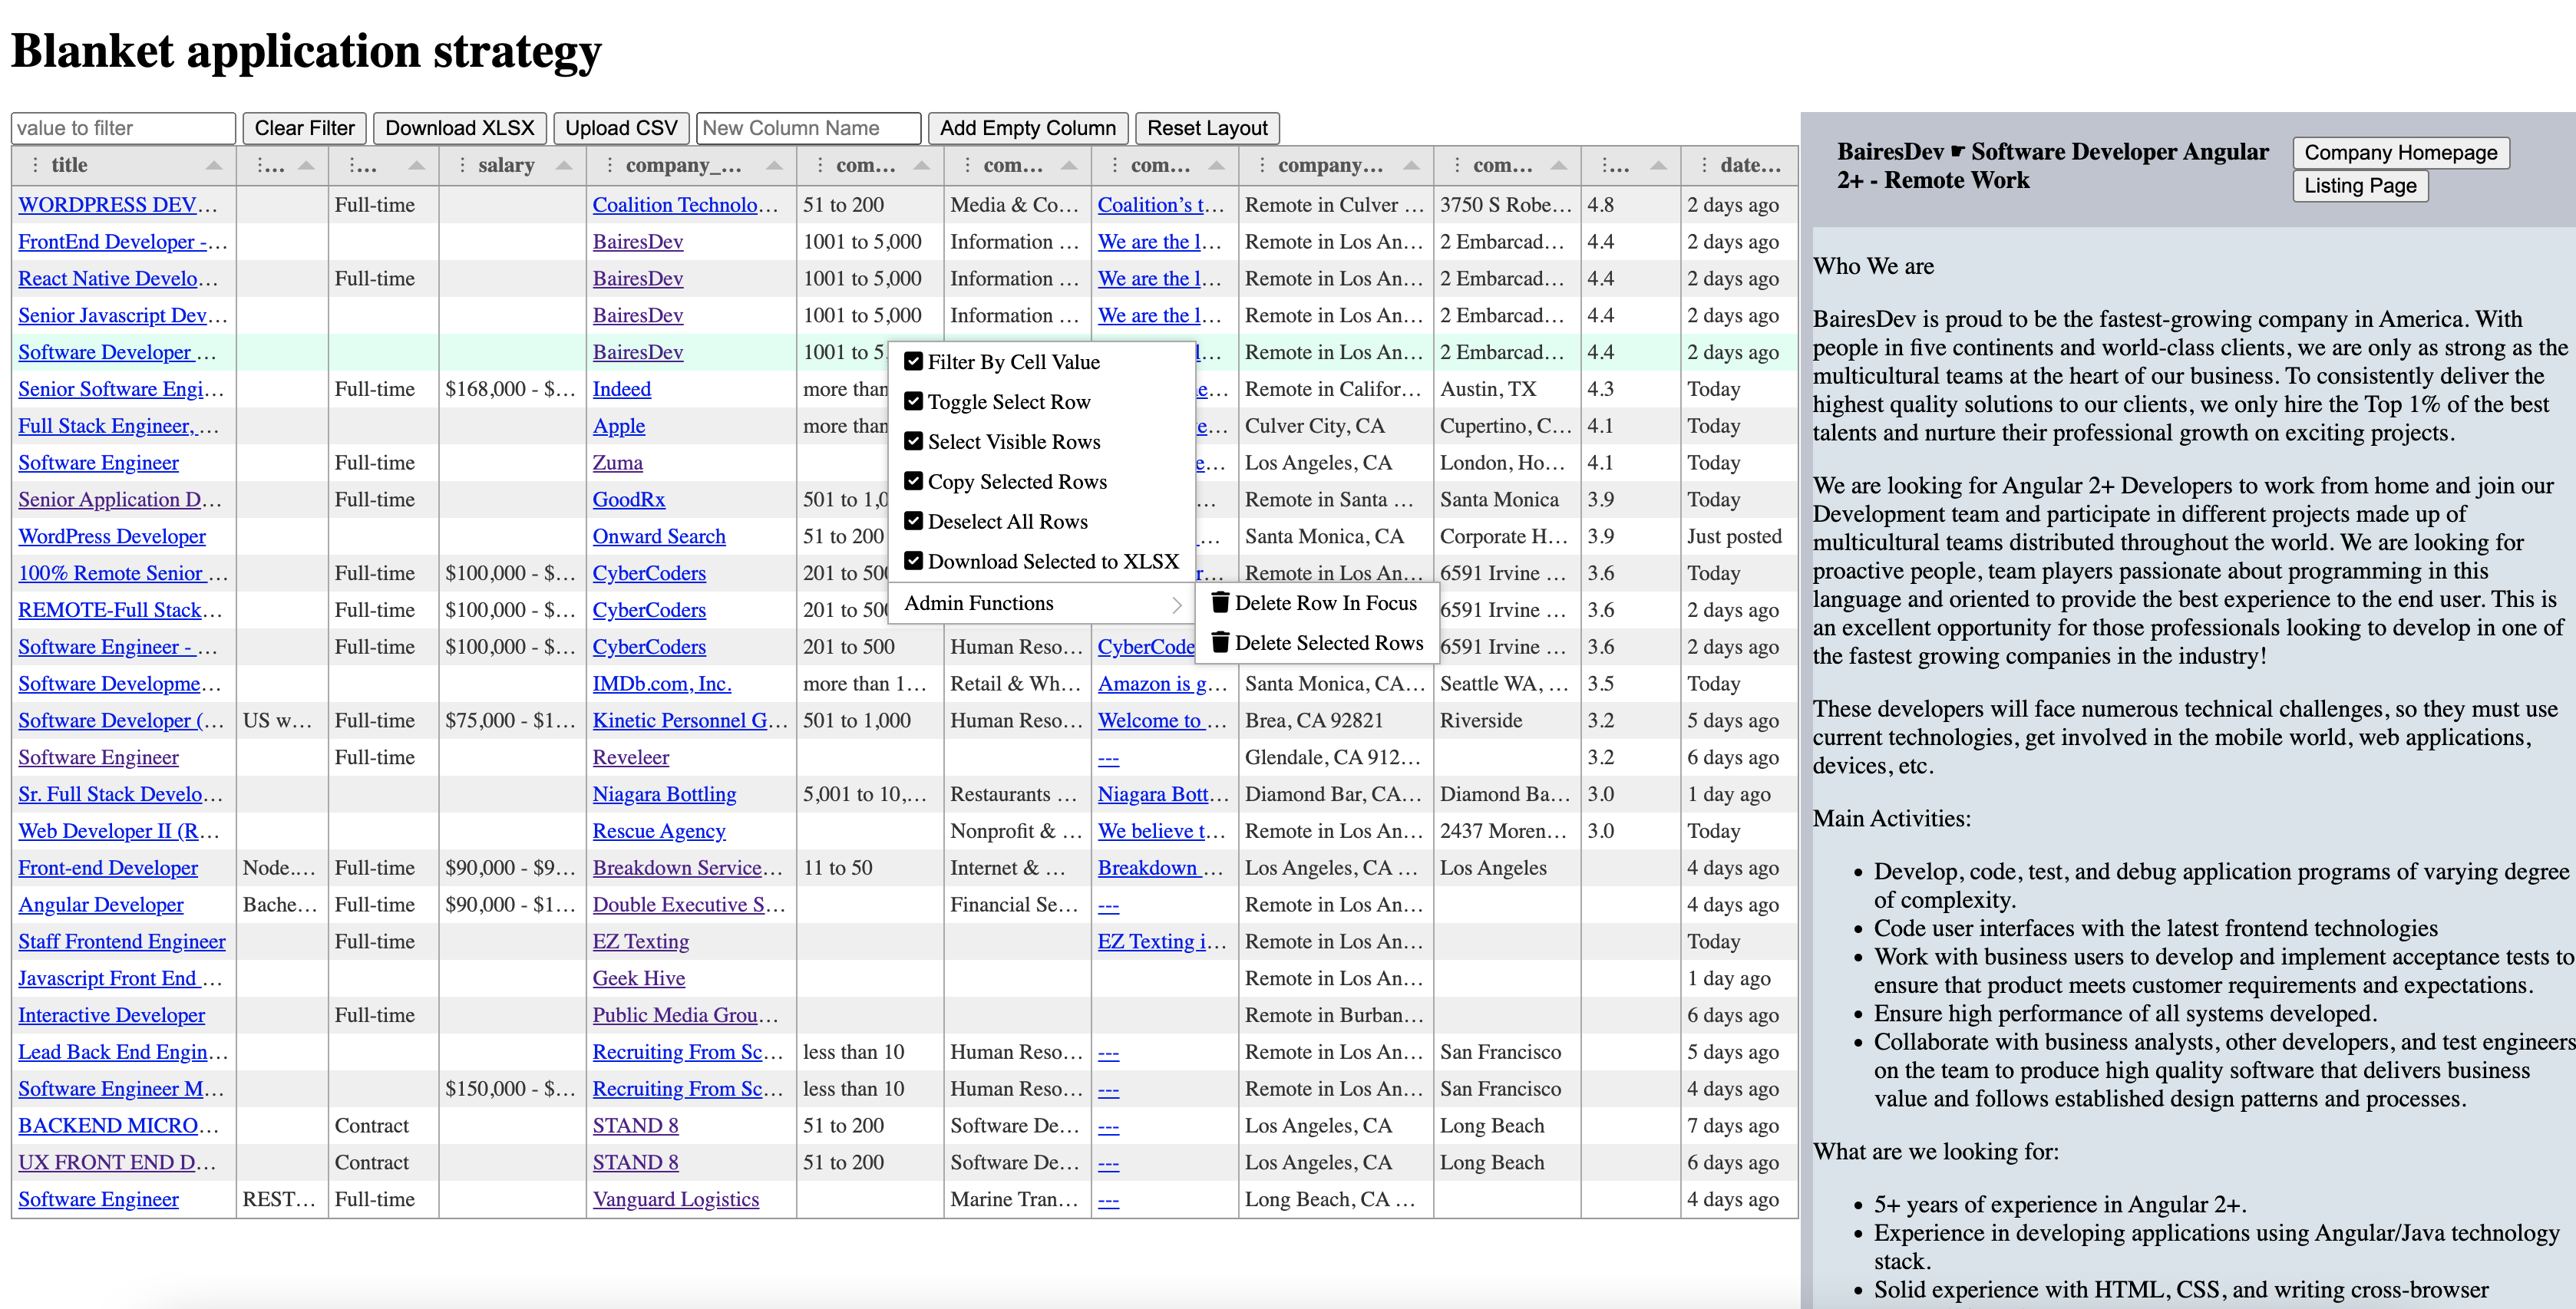 Blanket application strategy
value to filter Clear Filter Download XLSX Upload CSV New Column Name Add Empty Column Reset Layout
title ... ... salary company_... com... com... com... company... com... ... date...
WORDPRESS DEV... Full-time Coalition Technolo... 51 to 200 Media & Co... Coalition’s t... Remote in Culver ... 3750 S Robe... 4.8 2 days ago
FrontEnd Developer -... BairesDev 1001 to 5,000 Information ... We are the l... Remote in Los An... 2 Embarcad... 4.4 2 days ago
React Native Develo... Full-time BairesDev 1001 to 5,000 Information ... We are the l... Remote in Los An... 2 Embarcad... 4.4 2 days ago
Senior Javascript Dev... BairesDev 1001 to 5,000 Information ... We are the l... Remote in Los An... 2 Embarcad... 4.4 2 days ago
Software Developer ... BairesDev 1001 to 5 l... Remote in Los An... 2 Embarcad... 4.4 2 days ago
Senior Software Engi... Full-time $168,000 - $... Indeed more than e... Remote in Califor... Austin, TX 4.3 Today
Full Stack Engineer, ... Apple more than e... Culver City, CA Cupertino, C... 4.1 Today
Software Engineer Full-time Zuma e... Los Angeles, CA London, Ho... 4.1 Today
Senior Application D... Full-time GoodRx 501 to 1,0 ... Remote in Santa ... Santa Monica 3.9 Today
WordPress Developer Onward Search 51 to 200 ... Santa Monica, CA Corporate H... 3.9 Just posted
100% Remote Senior ... Full-time $100,000 - $... CyberCoders 201 to 500 r... Remote in Los An... 6591 Irvine ... 3.6 Today
REMOTE-Full Stack... Full-time $100,000 - $... CyberCoders 201 to 500 6591 Irvine ... 3.6 2 days ago
Software Engineer - ... Full-time $100,000 - $... CyberCoders 201 to 500 Human Reso... CyberCode 6591 Irvine ... 3.6 2 days ago
Software Developme... IMDb.com, Inc. more than 1... Retail & Wh... Amazon is g... Santa Monica, CA... Seattle WA, ... 3.5 Today
Software Developer (... US w... Full-time $75,000 - $1... Kinetic Personnel G... 501 to 1,000 Human Reso... Welcome to ... Brea, CA 92821 Riverside 3.2 5 days ago
Software Engineer Full-time Reveleer --- Glendale, CA 912... 3.2 6 days ago
Sr. Full Stack Develo... Niagara Bottling 5,001 to 10,... Restaurants ... Niagara Bott... Diamond Bar, CA... Diamond Ba... 3.0 1 day ago
Web Developer II (R... Rescue Agency Nonprofit & ... We believe t... Remote in Los An... 2437 Moren... 3.0 Today
Front-end Developer Node.... Full-time $90,000 - $9... Breakdown Service... 11 to 50 Internet & ... Breakdown ... Los Angeles, CA ... Los Angeles 4 days ago
Angular Developer Bache... Full-time $90,000 - $1... Double Executive S... Financial Se... --- Remote in Los An... 4 days ago
Staff Frontend Engineer Full-time EZ Texting EZ Texting i... Remote in Los An... Today
Javascript Front End ... Geek Hive Remote in Los An... 1 day ago
Interactive Developer Full-time Public Media Grou... Remote in Burban... 6 days ago
Lead Back End Engin... Recruiting From Sc... less than 10 Human Reso... --- Remote in Los An... San Francisco 5 days ago
Software Engineer M... $150,000 - $... Recruiting From Sc... less than 10 Human Reso... --- Remote in Los An... San Francisco 4 days ago
BACKEND MICRO... Contract STAND 8 51 to 200 Software De... --- Los Angeles, CA Long Beach 7 days ago
UX FRONT END D... Contract STAND 8 51 to 200 Software De... --- Los Angeles, CA Long Beach 6 days ago
Software Engineer REST... Full-time Vanguard Logistics Marine Tran... --- Long Beach, CA ... 4 days ago
Filter By Cell Value
Toggle Select Row
Select Visible Rows
Copy Selected Rows
Deselect All Rows
Download Selected to XLSX
Admin Functions
Delete Row In Focus
Delete Selected Rows
BairesDev ☛ Software Developer Angular
2+ - Remote Work
Company Homepage
Listing Page
Who We are
BairesDev is proud to be the fastest-growing company in America. With
people in five continents and world-class clients, we are only as strong as the
multicultural teams at the heart of our business. To consistently deliver the
highest quality solutions to our clients, we only hire the Top 1% of the best
talents and nurture their professional growth on exciting projects.
We are looking for Angular 2+ Developers to work from home and join our
Development team and participate in different projects made up of
multicultural teams distributed throughout the world. We are looking for
proactive people, team players passionate about programming in this
language and oriented to provide the best experience to the end user. This is
an excellent opportunity for those professionals looking to develop in one of
the fastest growing companies in the industry!
These developers will face numerous technical challenges, so they must use
current technologies, get involved in the mobile world, web applications,
devices, etc.
Main Activities:
• Develop, code, test, and debug application programs of varying degree
of complexity.
• Code user interfaces with the latest frontend technologies
• Work with business users to develop and implement acceptance tests to
ensure that product meets customer requirements and expectations.
• Ensure high performance of all systems developed.
• Collaborate with business analysts, other developers, and test engineers
on the team to produce high quality software that delivers business
value and follows established design patterns and processes.
What are we looking for:
• 5+ years of experience in Angular 2+.
• Experience in developing applications using Angular/Java technology
stack.
• Solid experience with HTML, CSS, and writing cross-browser